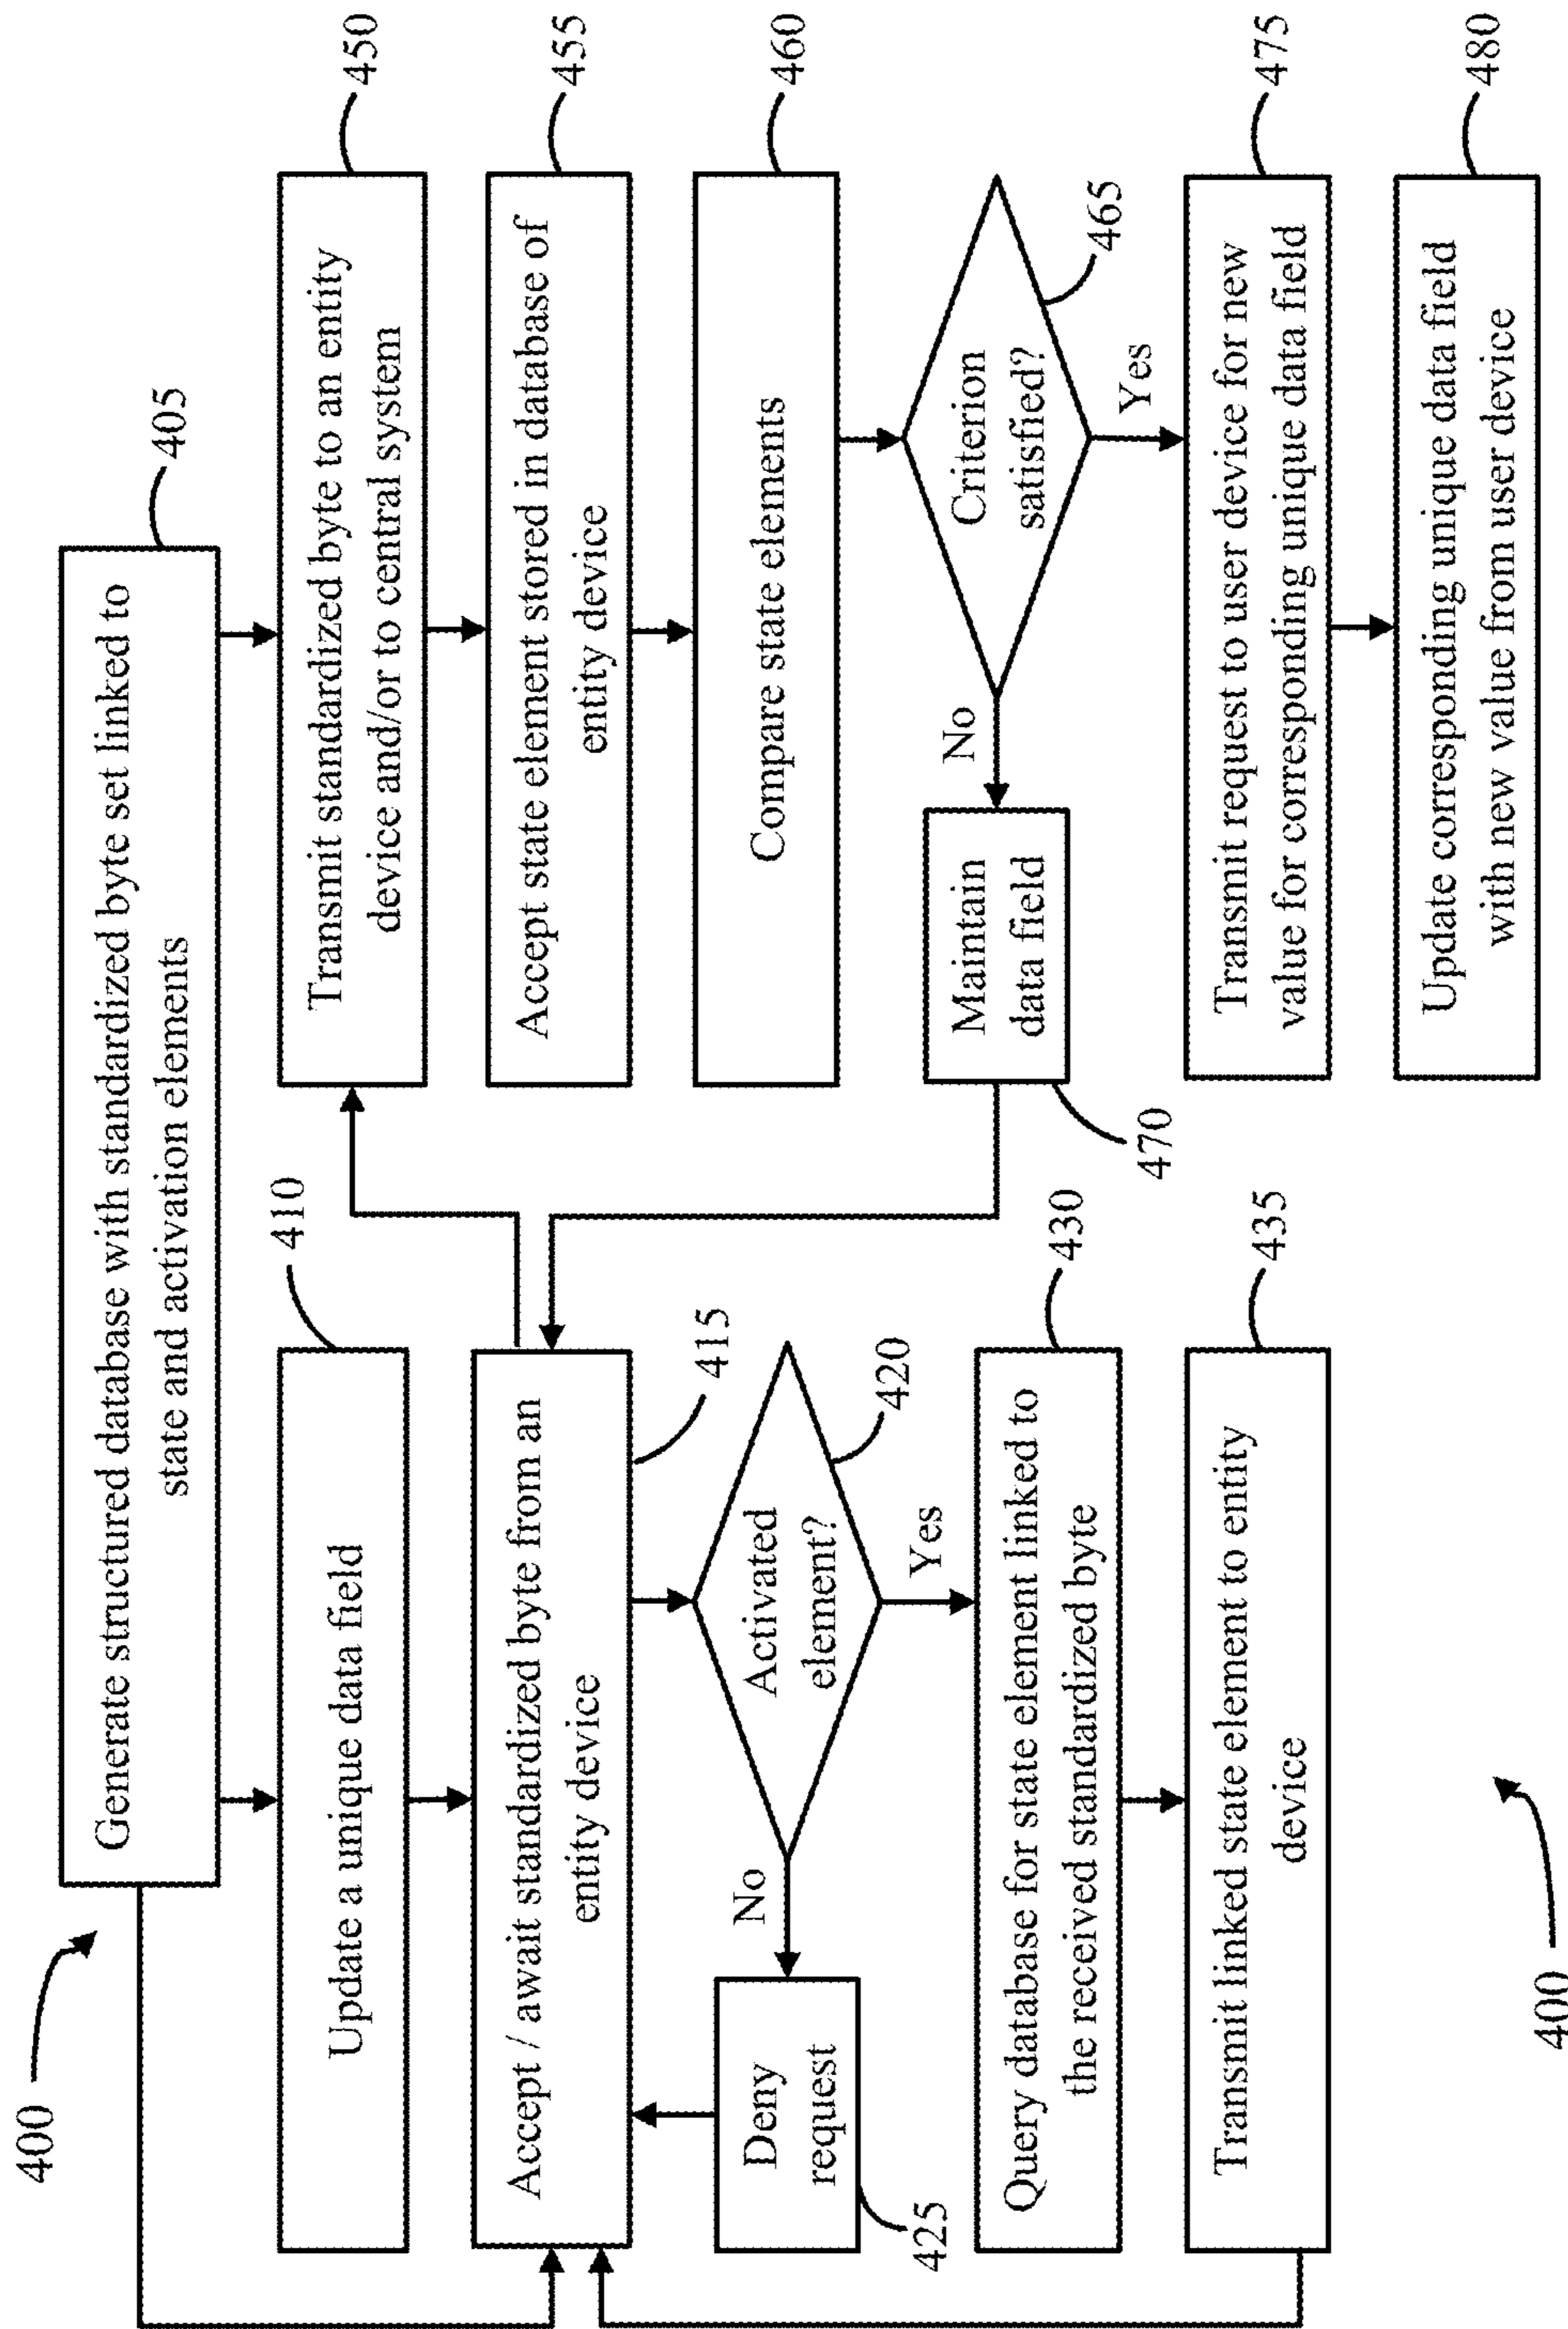 400
Generate structured database with standardized byte set linked to
state and activation elements
405
Update a unique data field
410
Accept / await standardized byte from an
entity device
415
Activated
element?
420
No
Yes
Deny
request
425
Query database for state element linked to
the received standardized byte
430
Transmit linked state element to entity
device
435
Transmit standardized byte to an entity
device and/or to central system
450
Accept state element stored in database of
entity device
455
Compare state elements
460
Criterion
satisfied?
465
No
Yes
Maintain
data field
470
Transmit request to user device for new
value for corresponding unique data field
475
Update corresponding unique data field
with new value from user device
480
400